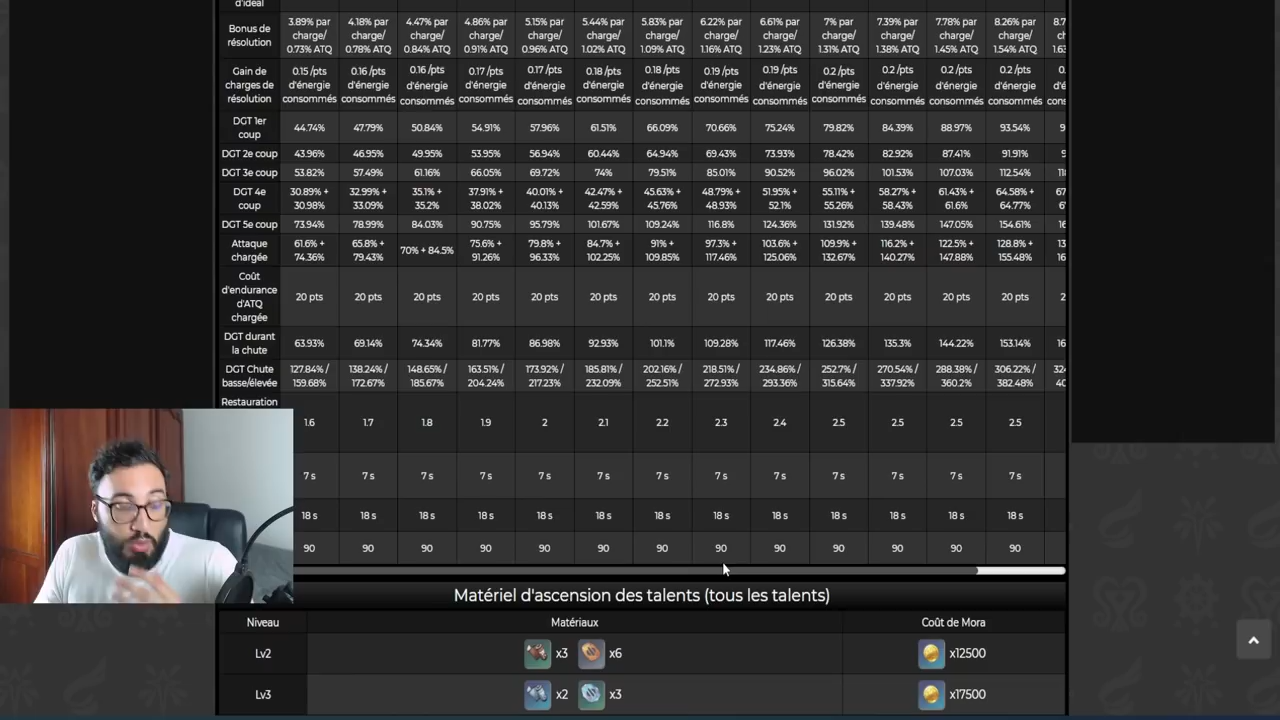 d'idéal
Bonus de résolution 3.89% par charge/ 0.73% ATQ 4.18% par charge/ 0.78% ATQ 4.47% par charge/ 0.84% ATQ 4.86% par charge/ 0.91% ATQ 5.15% par charge/ 0.96% ATQ 5.44% par charge/ 1.02% ATQ 5.83% par charge/ 1.09% ATQ 6.22% par charge/ 1.16% ATQ 6.61% par charge/ 1.23% ATQ 7% par charge/ 1.31% ATQ 7.39% par charge/ 1.38% ATQ 7.78% par charge/ 1.45% ATQ 8.26% par charge/ 1.54% ATQ
Gain de charges de résolution 0.15 /pts d'énergie consommés 0.16 /pts d'énergie consommés 0.16 /pts d'énergie consommés 0.17 /pts d'énergie consommés 0.17 /pts d'énergie consommés 0.18 /pts d'énergie consommés 0.18 /pts d'énergie consommés 0.19 /pts d'énergie consommés 0.19 /pts d'énergie consommés 0.2 /pts d'énergie consommés 0.2 /pts d'énergie consommés 0.2 /pts d'énergie consommés 0.2 /pts d'énergie consommés
DGT 1er coup 44.74% 47.79% 50.84% 54.91% 57.96% 61.51% 66.09% 70.66% 75.24% 79.82% 84.39% 88.97% 93.54%
DGT 2e coup 43.96% 46.95% 49.95% 53.95% 56.94% 60.44% 64.94% 69.43% 73.93% 78.42% 82.92% 87.41% 91.91%
DGT 3e coup 53.82% 57.49% 61.16% 66.05% 69.72% 74% 79.51% 85.01% 90.52% 96.02% 101.53% 107.03% 112.54%
DGT 4e coup 30.89% + 30.98% 32.99% + 33.09% 35.1% + 35.2% 37.91% + 38.02% 40.01% + 40.13% 42.47% + 42.59% 45.63% + 45.76% 48.79% + 48.93% 51.95% + 52.1% 55.11% + 55.26% 58.27% + 58.43% 61.43% + 61.6% 64.58% + 64.77%
DGT 5e coup 73.94% 78.99% 84.03% 90.75% 95.79% 101.67% 109.24% 116.8% 124.36% 131.92% 139.48% 147.05% 154.61%
Attaque chargée 61.6% + 74.36% 65.8% + 79.43% 70% + 84.5% 75.6% + 91.26% 79.8% + 96.33% 84.7% + 102.25% 91% + 109.85% 97.3% + 117.46% 103.6% + 125.06% 109.9% + 132.67% 116.2% + 140.27% 122.5% + 147.88% 128.8% + 155.48%
Coût d'endurance d'ATQ chargée 20 pts 20 pts 20 pts 20 pts 20 pts 20 pts 20 pts 20 pts 20 pts 20 pts 20 pts 20 pts 20 pts
DGT durant la chute 63.93% 69.14% 74.34% 81.77% 86.98% 92.93% 101.1% 109.28% 117.46% 126.38% 135.3% 144.22% 153.14%
DGT Chute basse/élevée 127.84% / 159.68% 138.24% / 172.67% 148.65% / 185.67% 163.51% / 204.24% 173.92% / 217.23% 185.81% / 232.09% 202.16% / 252.51% 218.51% / 272.93% 234.86% / 293.36% 252.7% / 315.64% 270.54% / 337.92% 288.38% / 360.2% 306.22% / 382.48%
Restauration 1.6 1.7 1.8 1.9 2 2.1 2.2 2.3 2.4 2.5 2.5 2.5 2.5
7 s 7 s 7 s 7 s 7 s 7 s 7 s 7 s 7 s 7 s 7 s 7 s 7 s
18 s 18 s 18 s 18 s 18 s 18 s 18 s 18 s 18 s 18 s 18 s 18 s 18 s
90 90 90 90 90 90 90 90 90 90 90 90 90
Matériel d'ascension des talents (tous les talents)
Niveau Matériaux Coût de Mora
Lv2 x3 x6 x12500
Lv3 x2 x3 x17500